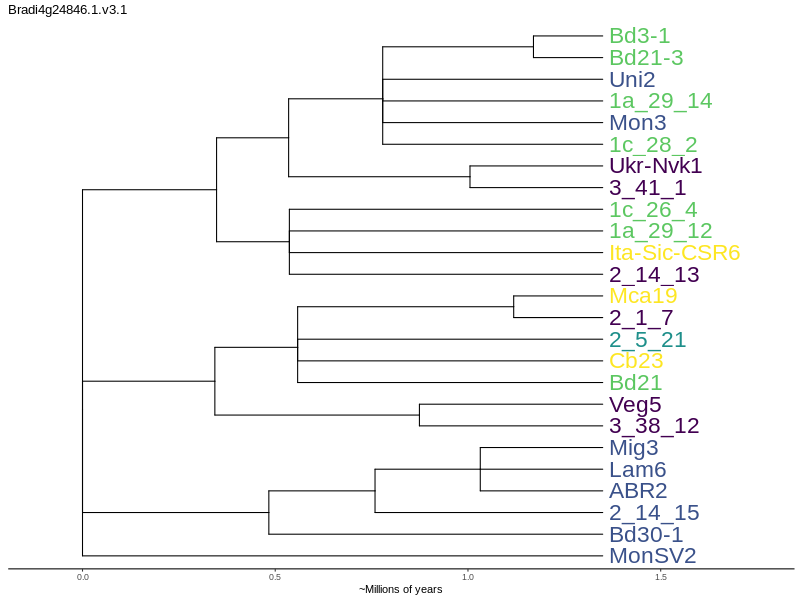 Bradi4g24846.1.v3.1
Bd3-1
Bd21-3
Uni2
1a_29_14
Mon3
1c_28_2
Ukr-Nvk1
3_41_1
1c_26_4
1a_29_12
Ita-Sic-CSR6
2_14_13
Mca19
2_1_7
2_5_21
Cb23
Bd21
Veg5
3_38_12
Mig3
Lam6
ABR2
2_14_15
Bd30-1
MonSV2
0.0 0.5 1.0 1.5
~Millions of years